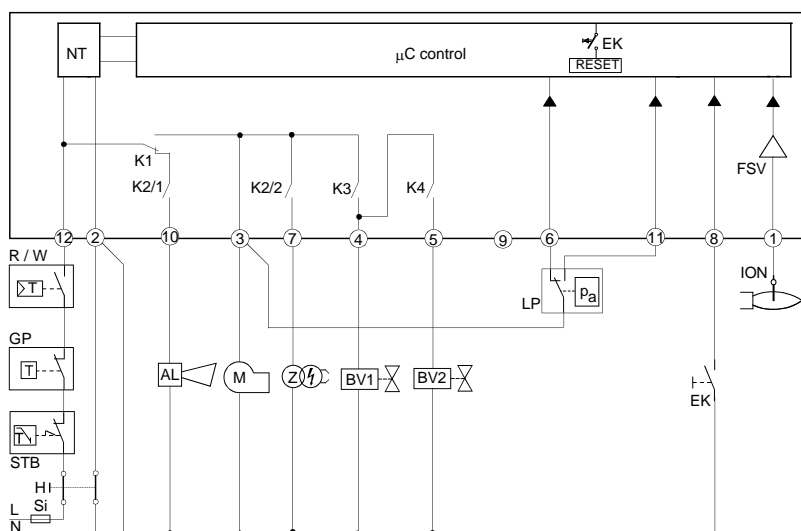 NT
μC control
EK
RESET
FSV
K1
K2/1
K2/2
K3
K4
12
2
10
3
7
4
5
9
6
11
8
1
R / W
T
LP
pa
ION
GP
T
AL
M
Z
BV1
BV2
EK
STB
H
Si
L
N